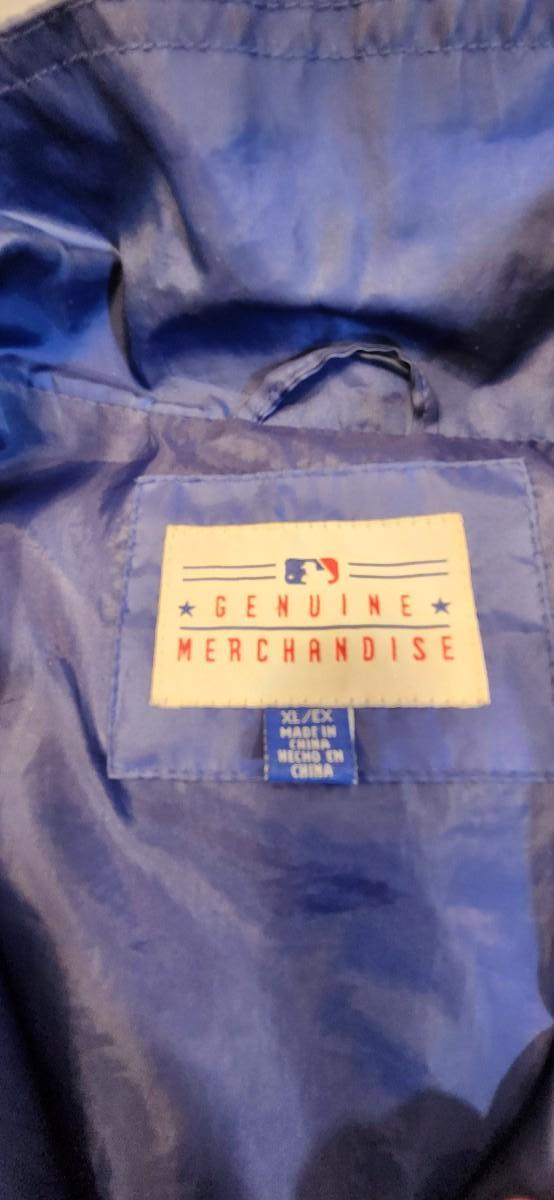 GENUINE
MERCHANDISE
XL/EX
MADE IN
CHINA
HECHO EN
CHINA